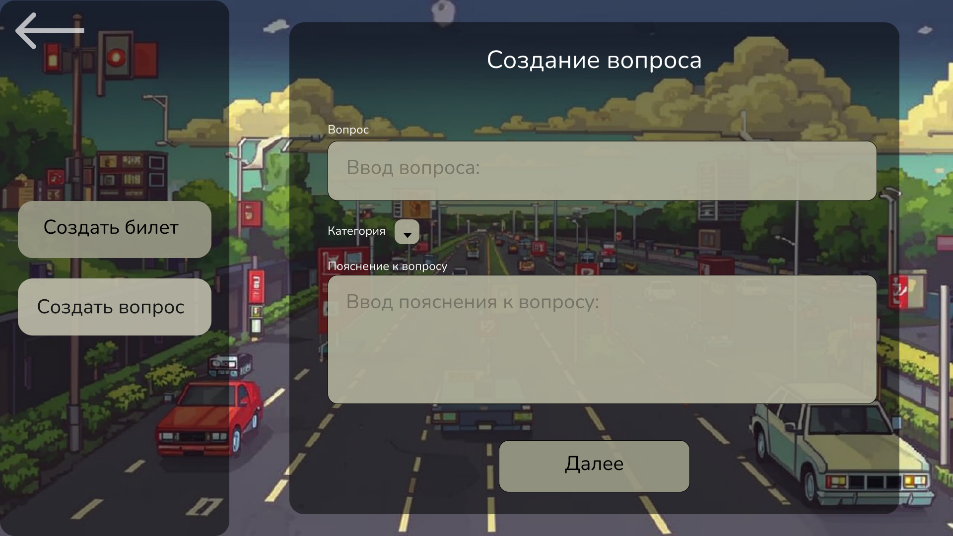 Создание вопроса
Вопрос
Ввод вопроса:
Категория
Пояснение к вопросу
Ввод пояснения к вопросу:
Далее
Создать билет
Создать вопрос